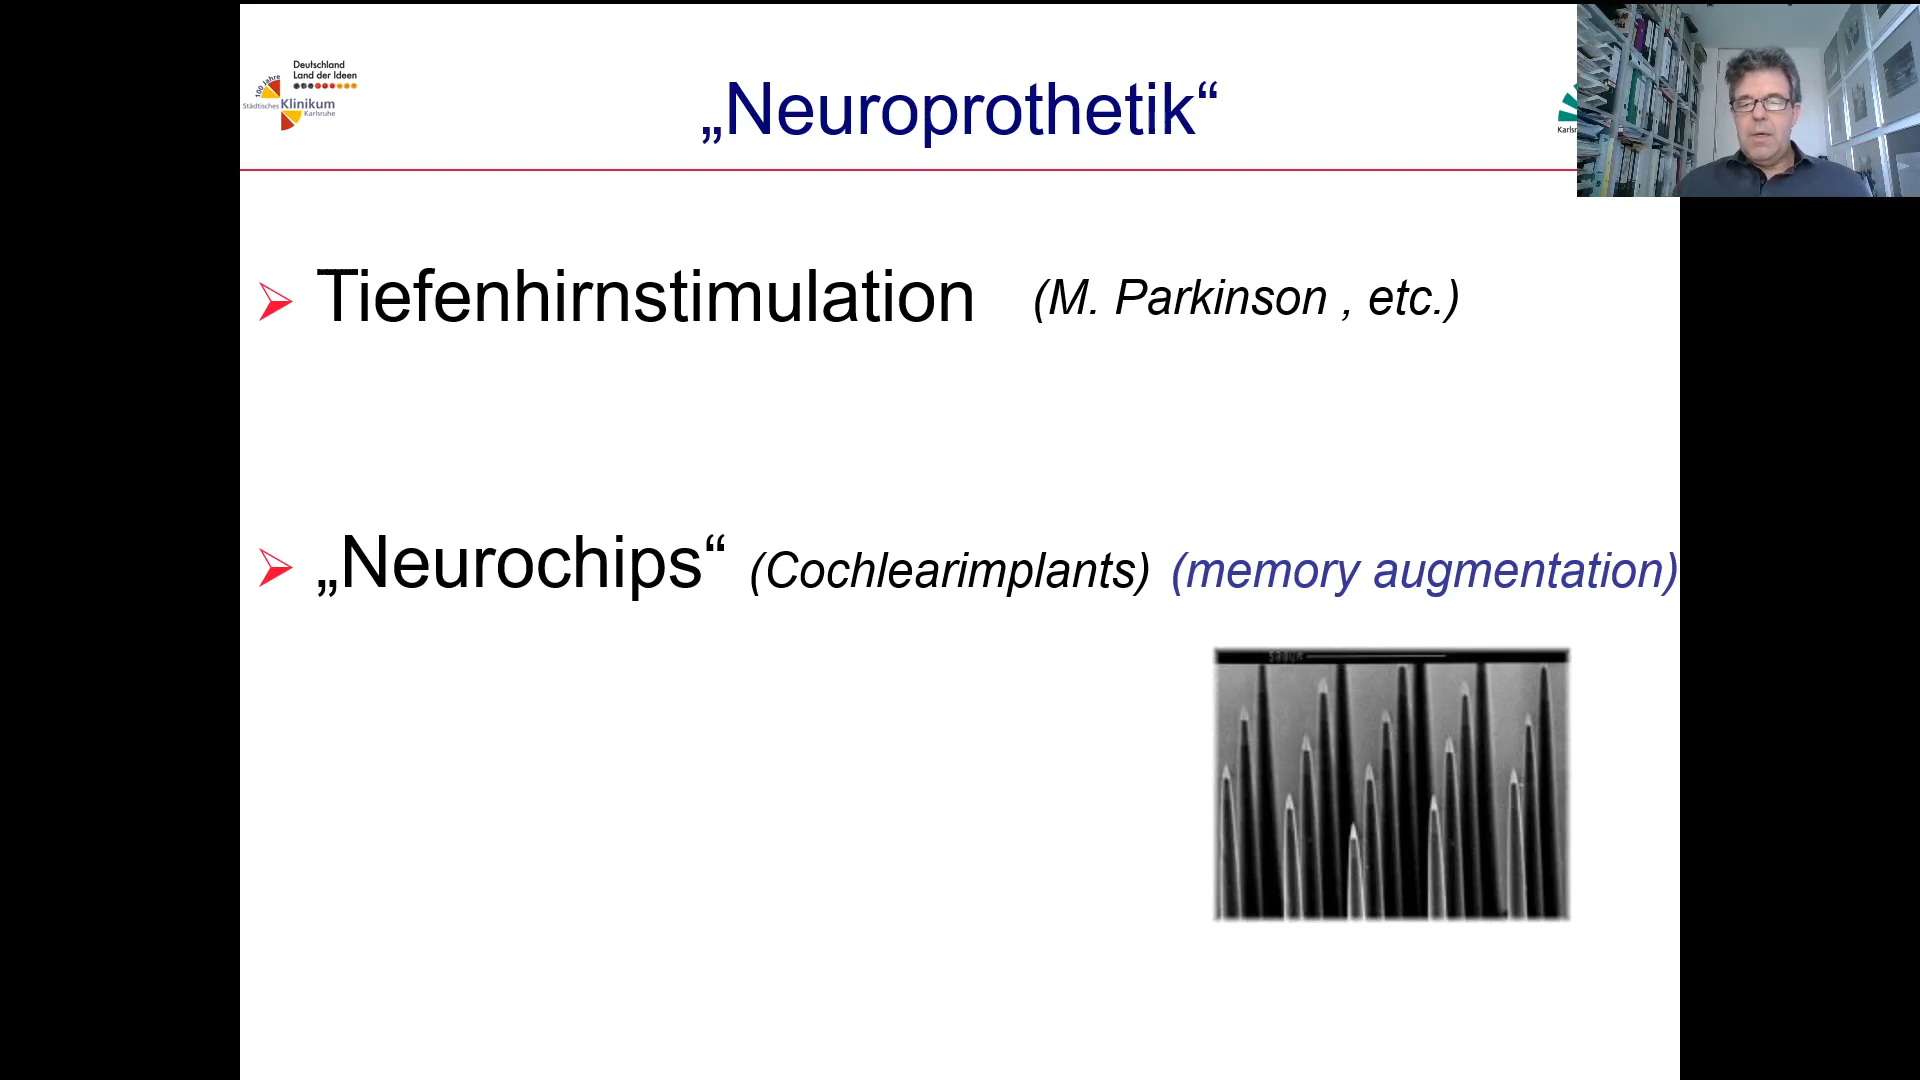 Deutschland
Land der Ideen
100 Jahre
Städtisches Klinikum
Karlsruhe
„Neuroprothetik“
Tiefenhirnstimulation (M. Parkinson , etc.)
„Neurochips“ (Cochlearimplants) (memory augmentation)